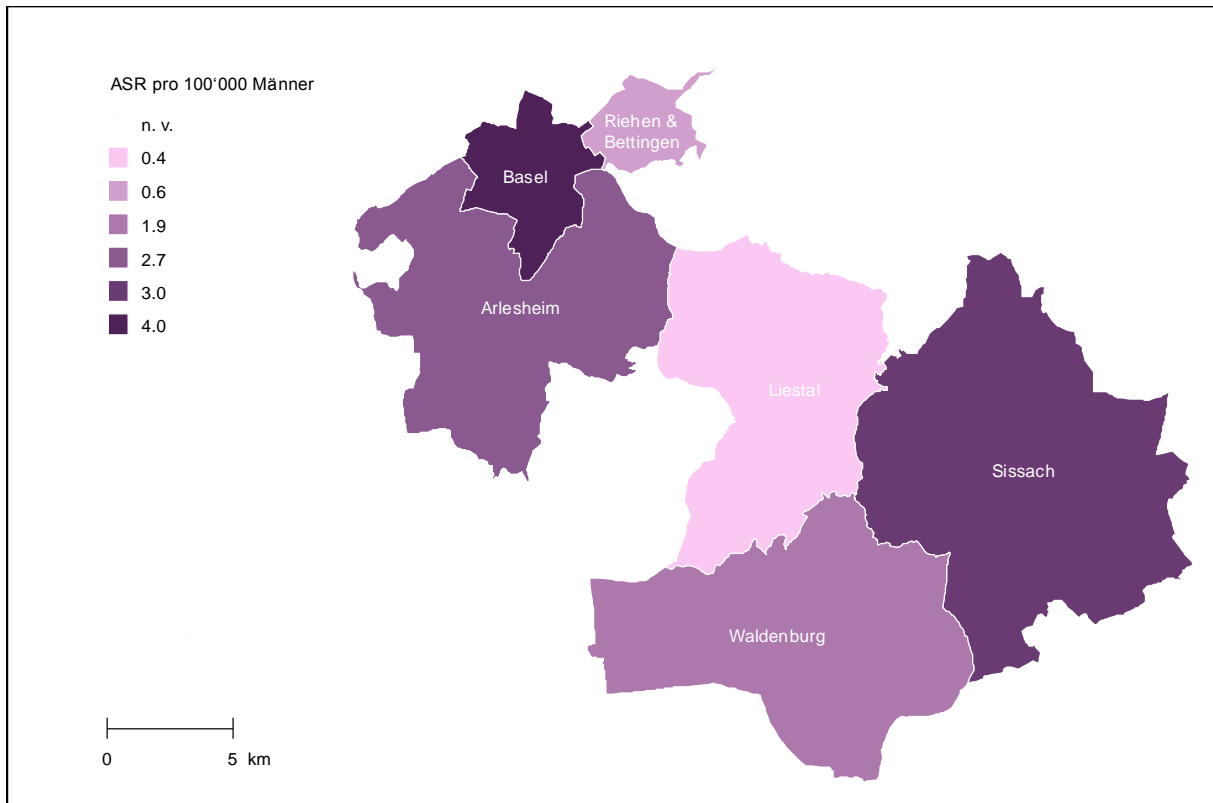 ASR pro 100‘000 Männer
n. v.
0.4
0.6
1.9
2.7
3.0
4.0
Riehen &
Bettingen
Basel
Arlesheim
Liestal
Sissach
Waldenburg
0 5 km